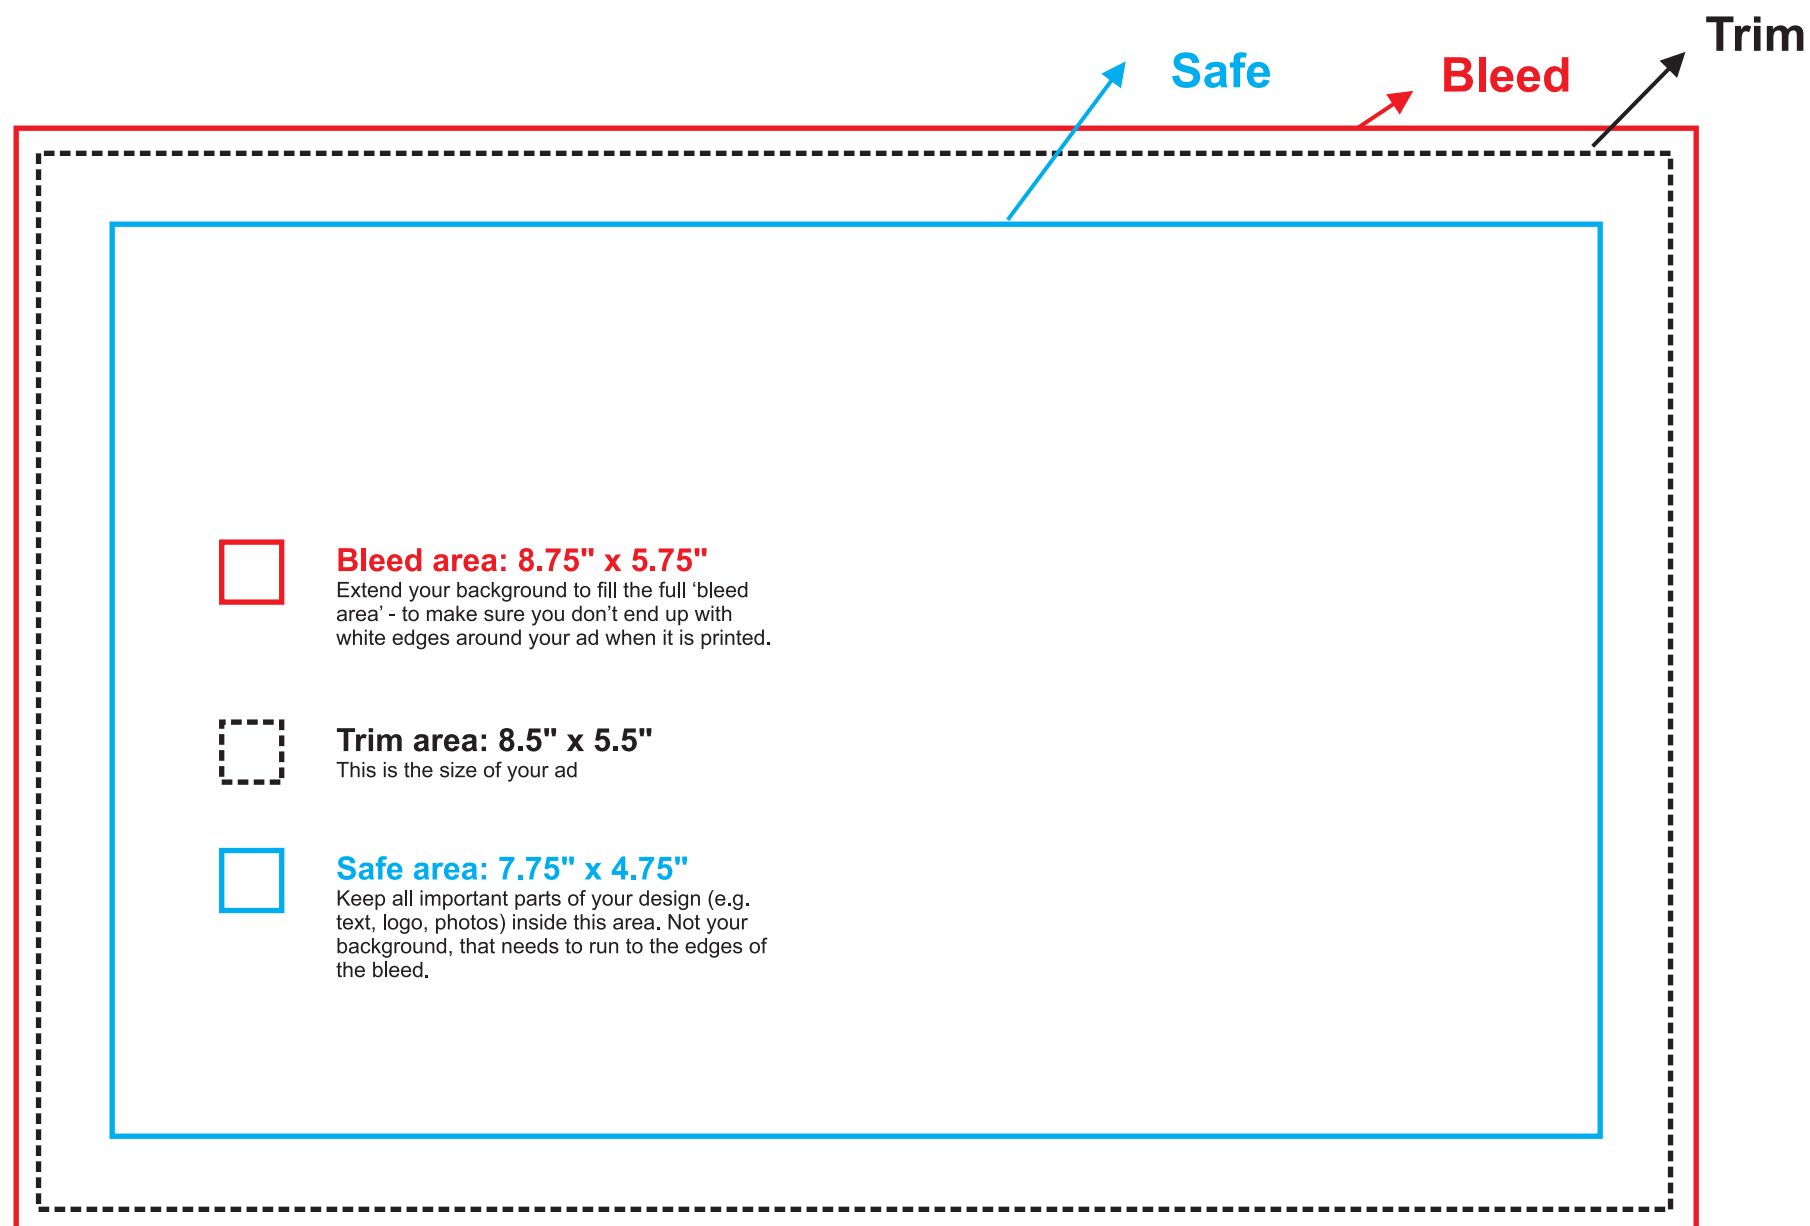 Trim
Safe
Bleed
Bleed area: 8.75" x 5.75"
Extend your background to fill the full ‘bleed
area’ - to make sure you don’t end up with
white edges around your ad when it is printed.
Trim area: 8.5" x 5.5"
This is the size of your ad
Safe area: 7.75" x 4.75"
Keep all important parts of your design (e.g.
text, logo, photos) inside this area. Not your
background, that needs to run to the edges of
the bleed.